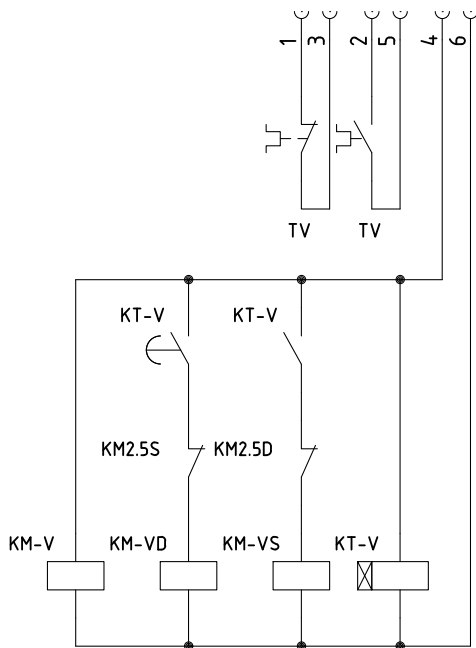 1 3 2 5 4 6
TV TV
KT-V KT-V
KM2.5S KM2.5D
KM-V KM-VD KM-VS KT-V